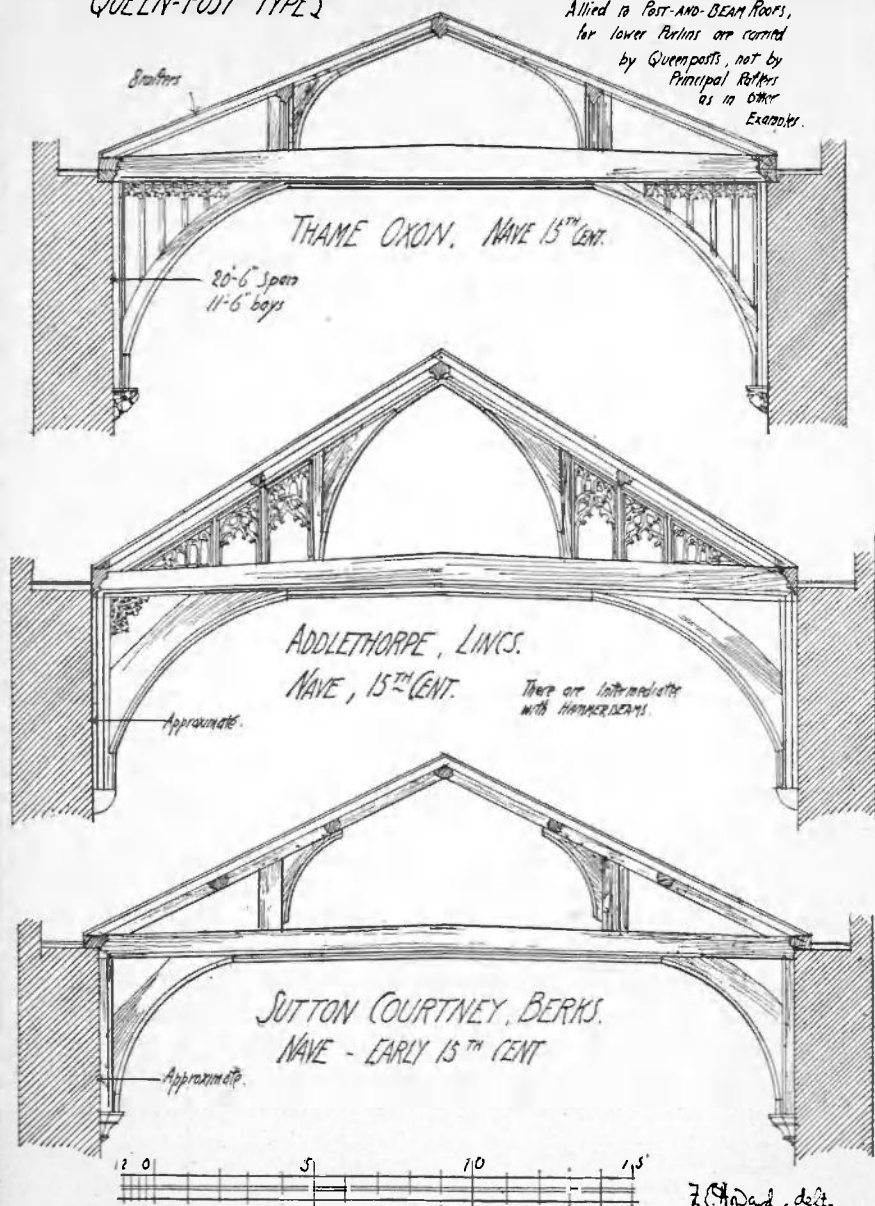 QUEEN-POST TYPES
Allied to POST-AND-BEAM ROOFS,
for lower Purlins are carried
by Queenposts, not by
Principal Rafters
as in Other
Examples.
8 rafters
THAME OXON. NAVE 15TH CENT.
20'-6" Span
11'-6" bays
ADDLETHORPE, LINCS.
NAVE, 15TH CENT.
There are Intermediates
with HAMMERBEAMS.
Approximate.
SUTTON COURTNEY, BERKS.
NAVE - EARLY 15TH CENT
Approximate.
12 0 5 10 15'
delt.